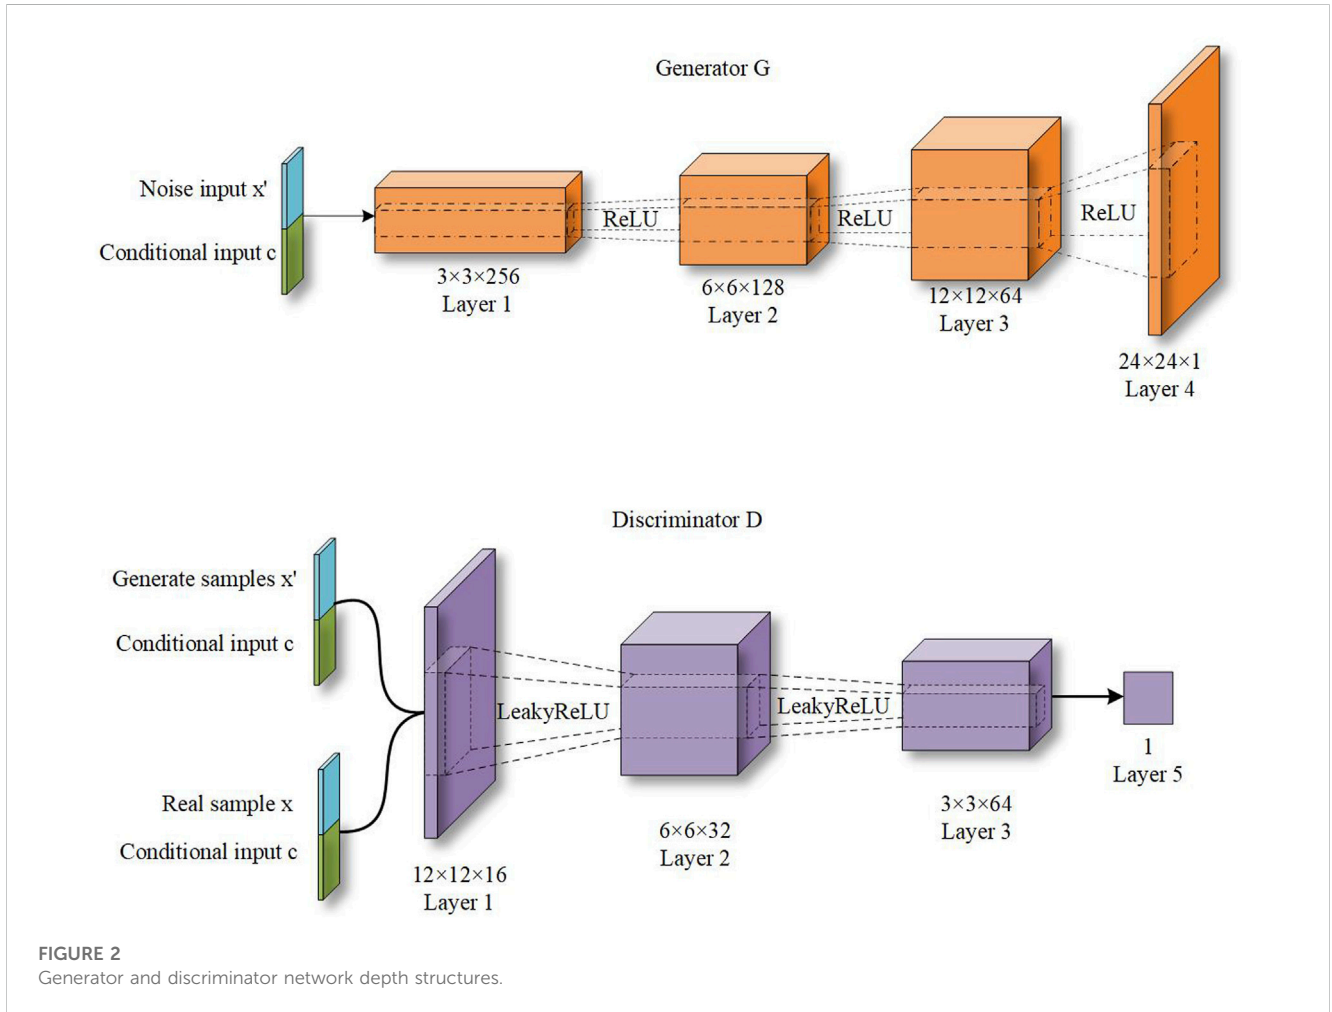 Generator G
Noise input x'
Conditional input c
ReLU
ReLU
ReLU
3×3×256
Layer 1
6×6×128
Layer 2
12×12×64
Layer 3
24×24×1
Layer 4
Discriminator D
Generate samples x'
Conditional input c
Real sample x
Conditional input c
LeakyReLU
LeakyReLU
12×12×16
Layer 1
6×6×32
Layer 2
3×3×64
Layer 3
1
Layer 5
FIGURE 2
Generator and discriminator network depth structures.